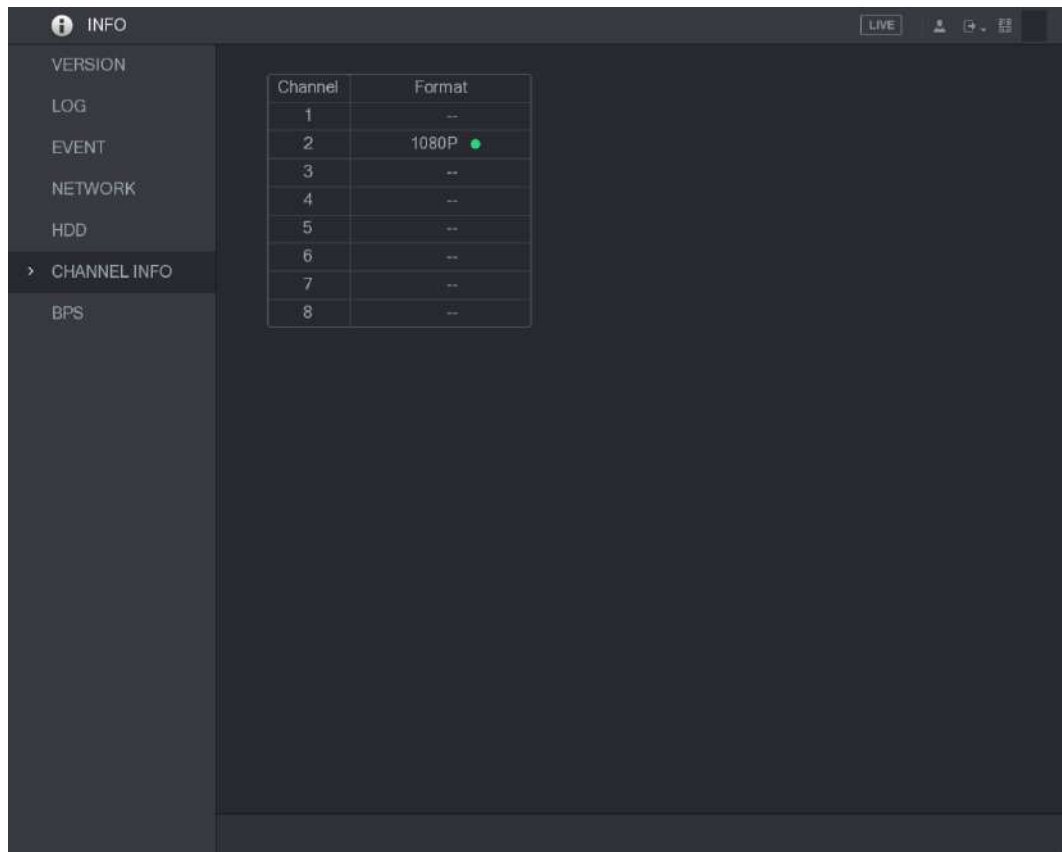 INFO LIVE
VERSION
LOG
EVENT
NETWORK
HDD
> CHANNEL INFO
BPS
Channel Format
1 --
2 1080P
3 --
4 --
5 --
6 --
7 --
8 --